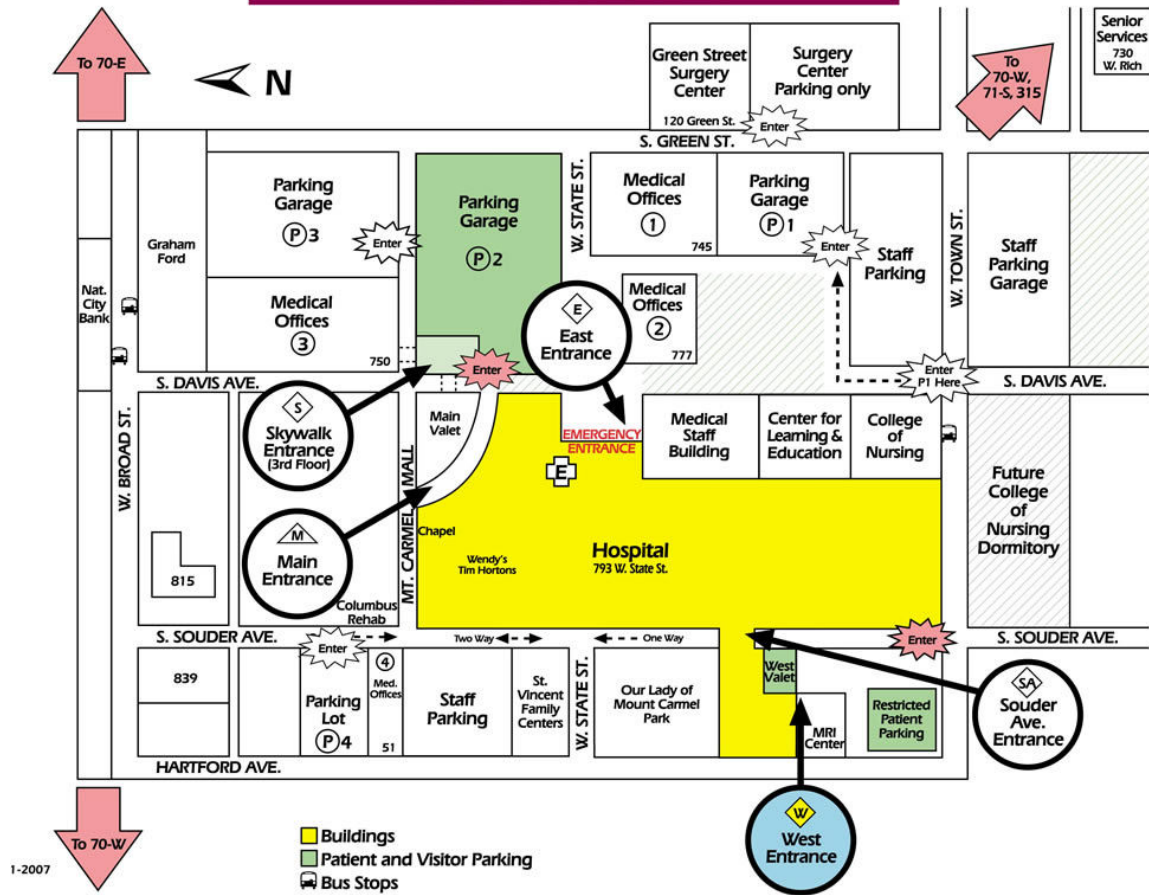 To 70-E
N
Green Street
Surgery
Center
120 Green St.
Surgery
Center
Parking only
Enter
To
70-W,
71-S, 315
Senior
Services
730
W. Rich
S. GREEN ST.
Graham
Ford
Parking
Garage
P 3
Enter
Parking
Garage
P 2
W. STATE ST.
Medical
Offices
1
745
Parking
Garage
P 1
Enter
Staff
Parking
W. TOWN ST.
Staff
Parking
Garage
Nat.
City
Bank
Medical
Offices
3
750
Enter
E
East
Entrance
Medical
Offices
2
777
Enter
P1 Here
S. DAVIS AVE.
S. DAVIS AVE.
W. BROAD ST.
S
Skywalk
Entrance
(3rd Floor)
Main
Valet
MT. CARMEL MALL
EMERGENCY
ENTRANCE
E
Medical
Staff
Building
Center for
Learning &
Education
College
of
Nursing
Future
College
of
Nursing
Dormitory
M
Main
Entrance
Chapel
Wendy's
Tim Hortons
Hospital
793 W. State St.
815
Columbus
Rehab
S. SOUDER AVE.
Enter
Two Way
One Way
Enter
S. SOUDER AVE.
839
Parking
Lot
P 4
4
Med.
Offices
51
Staff
Parking
St.
Vincent
Family
Centers
W. STATE ST.
Our Lady of
Mount Carmel
Park
West
Valet
MRI
Center
Restricted
Patient
Parking
SA
Souder
Ave.
Entrance
HARTFORD AVE.
To 70-W
W
West
Entrance
Buildings
Patient and Visitor Parking
Bus Stops
1-2007